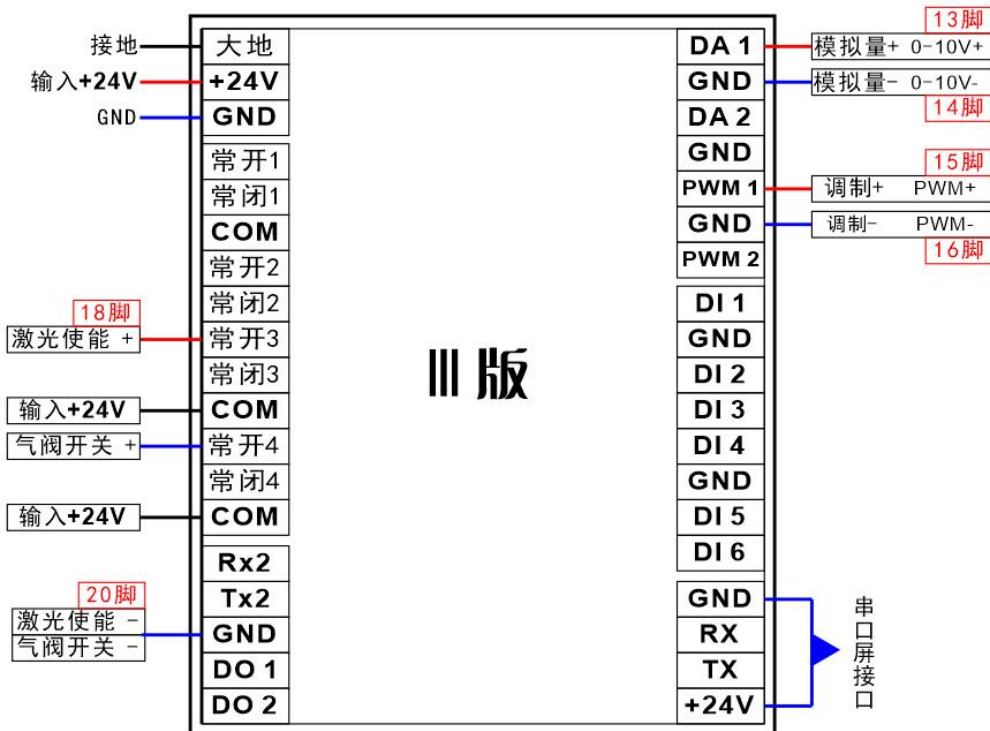 接地
输入+24V
GND
大地
+24V
GND
常开1
常闭1
COM
常开2
常闭2
常开3
常闭3
COM
常开4
常闭4
COM
Rx2
Tx2
GND
DO 1
DO 2
18脚
激光使能 +
输入+24V
气阀开关 +
输入+24V
20脚
激光使能 -
气阀开关 -
III 版
DA 1
GND
DA 2
GND
PWM 1
GND
PWM 2
DI 1
GND
DI 2
DI 3
DI 4
GND
DI 5
DI 6
GND
RX
TX
+24V
13脚
模拟量+ 0-10V+
模拟量- 0-10V-
14脚
15脚
调制+ PWM+
调制- PWM-
16脚
串口屏接口